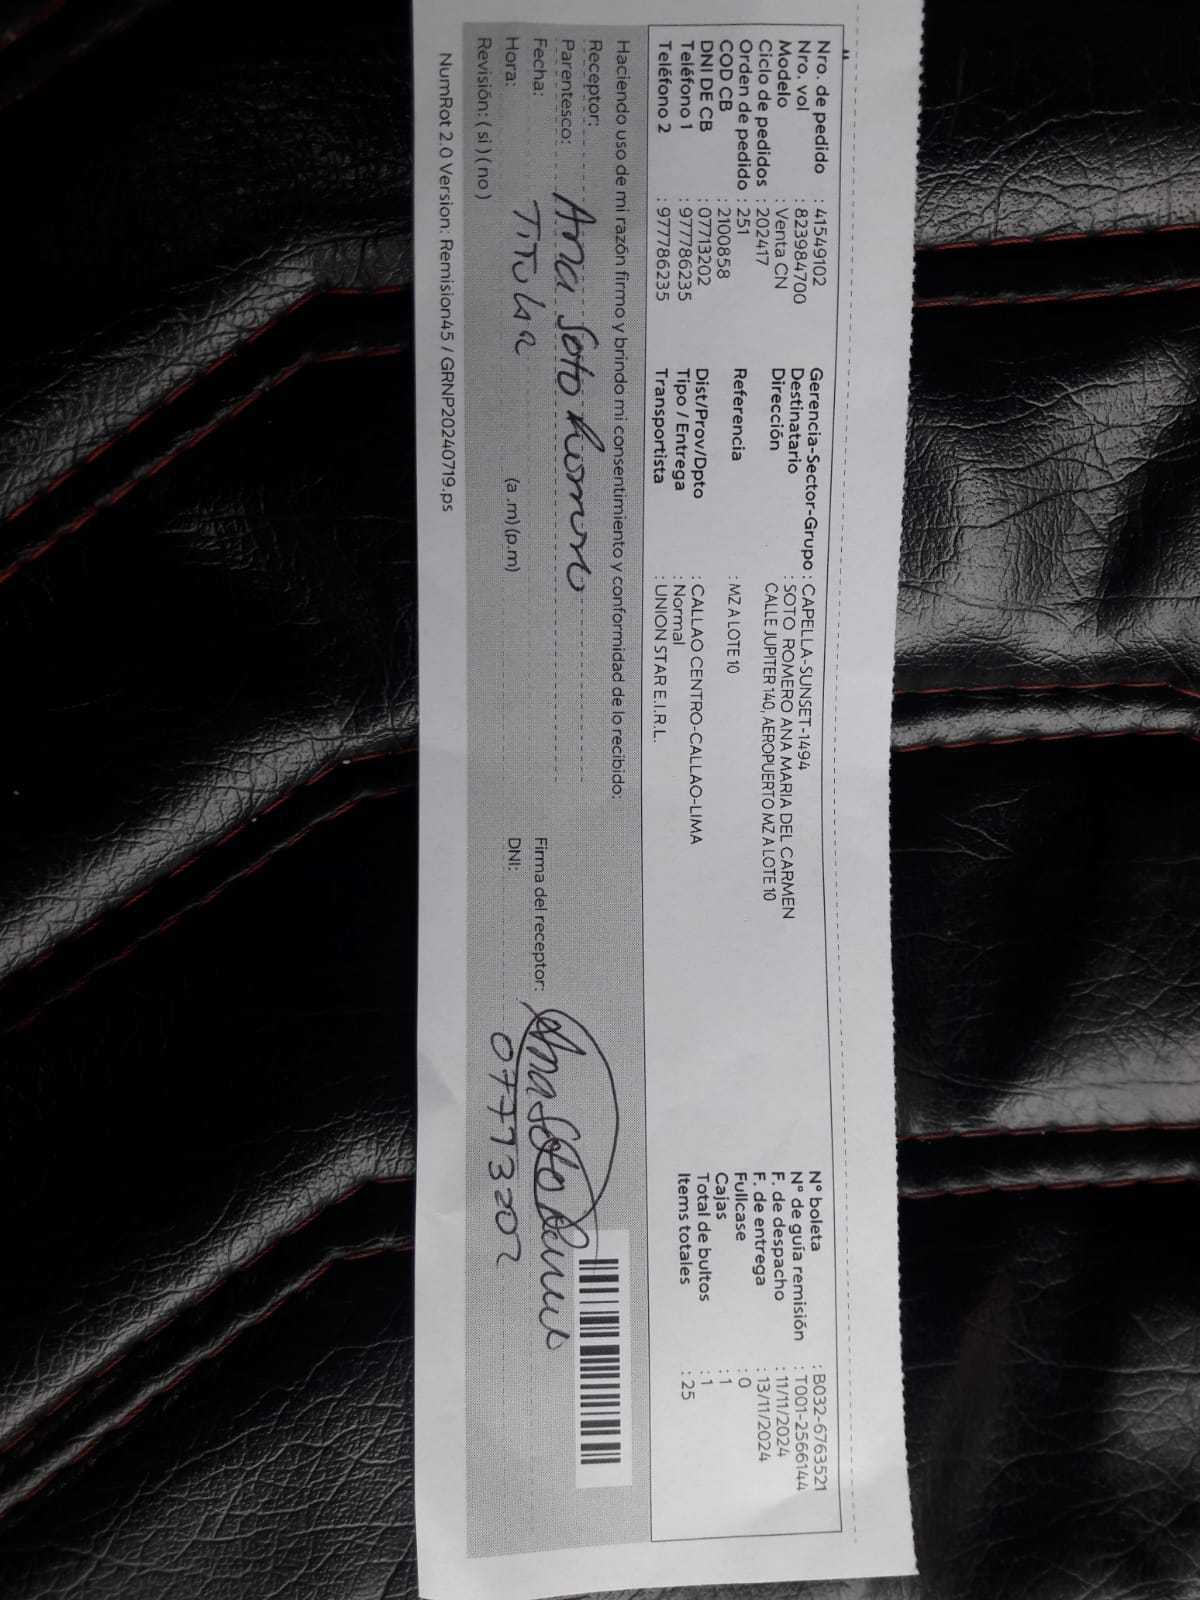 Nro. de pedido : 41549102
Nro. vol : 823984700
Modelo : Venta CN
Ciclo de pedidos : 202417
Orden de pedido : 251
COD CB : 2100858
DNI DE CB : 07713202
Teléfono 1 : 977786235
Teléfono 2 : 977786235
Gerencia-Sector-Grupo : CAPELLA-SUNSET-1494
Destinatario : SOTO ROMERO ANA MARIA DEL CARMEN
Dirección CALLE JUPITER 140, AEROPUERTO MZ A LOTE 10
Referencia : MZ A LOTE 10
Dist/Prov/Dpto : CALLAO CENTRO-CALLAO-LIMA
Tipo / Entrega : Normal
Transportista : UNION STAR E.I.R.L.
N° boleta : B032-6763521
N° de guía remisión : T001-2566144
F. de despacho : 11/11/2024
F. de entrega : 13/11/2024
Fullcase : 0
Cajas : 1
Total de bultos : 1
Items totales : 25
Haciendo uso de mi razón firmo y brindo mi consentimiento y conformidad de lo recibido:
Receptor: Ana Soto Romero
Parentesco: Titular
Fecha:
Hora: (a .m) (p.m)
Revisión: ( si ) ( no )
Firma del receptor: Ana Soto Romero
DNI: 07713202
NumRot 2.0 Version: Remision45 / GRNP20240719.ps